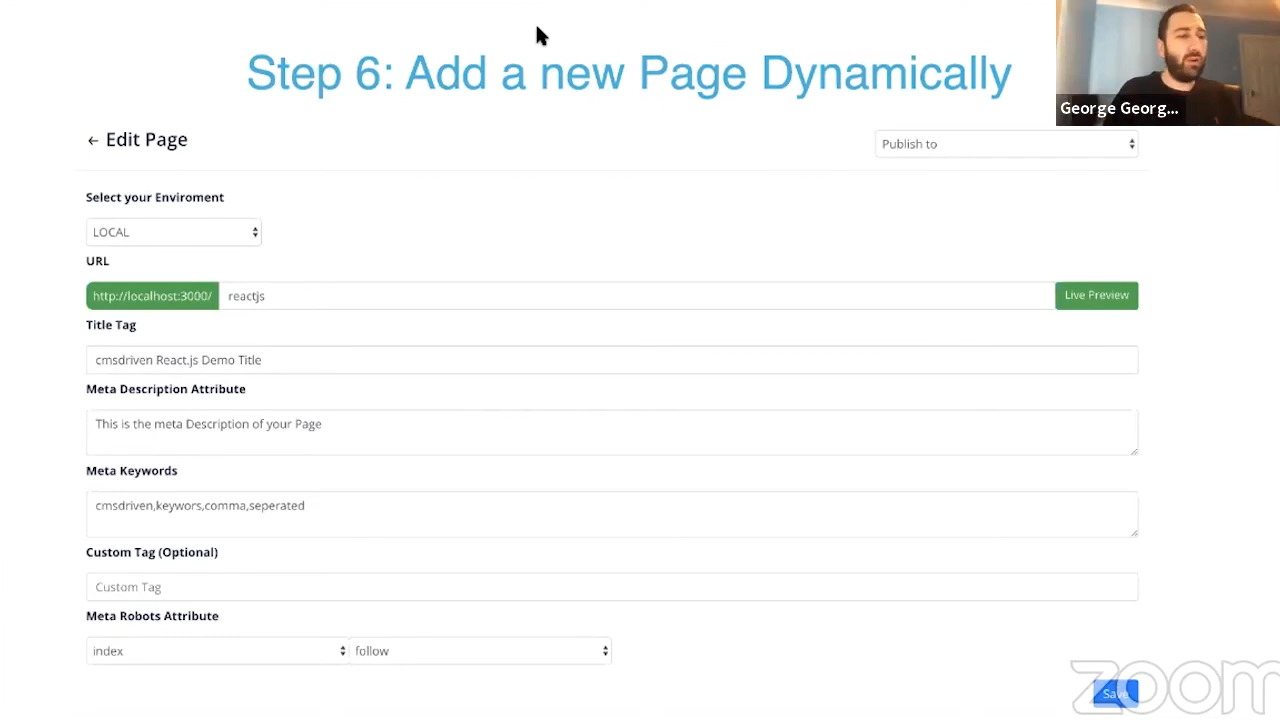 Step 6: Add a new Page Dynamically
George Georg...
← Edit Page
Publish to
Select your Enviroment
LOCAL
URL
http://localhost:3000/ reactjs Live Preview
Title Tag
cmsdriven React.js Demo Title
Meta Description Attribute
This is the meta Description of your Page
Meta Keywords
cmsdriven,keywors,comma,seperated
Custom Tag (Optional)
Custom Tag
Meta Robots Attribute
index follow
Save
zoom